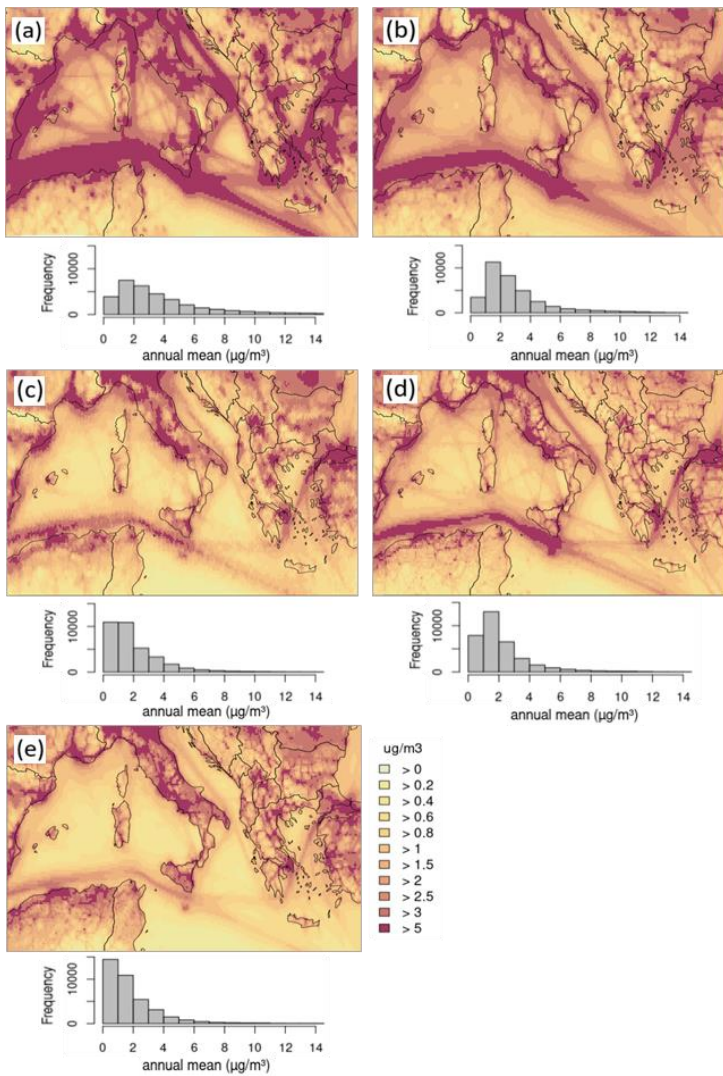 (a)
(b)
Frequency
0 10000
0 2 4 6 8 10 12 14
annual mean (µg/m³)
Frequency
0 10000
0 2 4 6 8 10 12 14
annual mean (µg/m³)
(c)
(d)
Frequency
0 10000
0 2 4 6 8 10 12 14
annual mean (µg/m³)
Frequency
0 10000
0 2 4 6 8 10 12 14
annual mean (µg/m³)
(e)
ug/m3
> 0
> 0.2
> 0.4
> 0.6
> 0.8
> 1
> 1.5
> 2
> 2.5
> 3
> 5
Frequency
0 10000
0 2 4 6 8 10 12 14
annual mean (µg/m³)